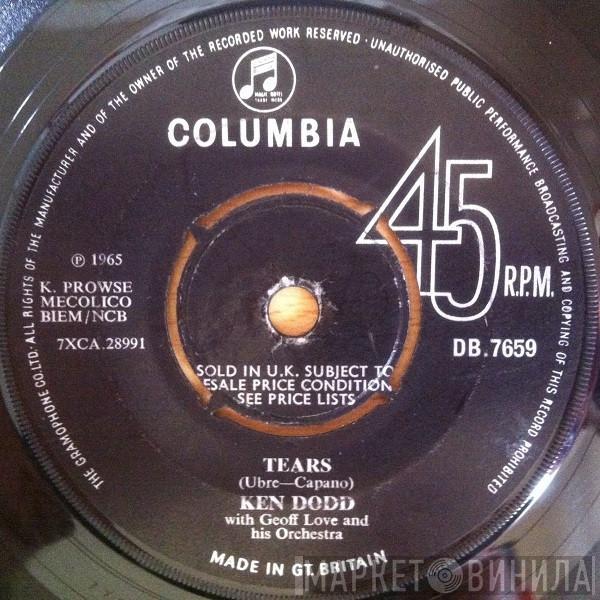 THE GRAMOPHONE CO. LTD. ALL RIGHTS OF THE MANUFACTURER AND OF THE OWNER OF THE RECORDED WORK RESERVED · UNAUTHORISED PUBLIC PERFORMANCE BROADCASTING AND COPYING OF THIS RECORD PROHIBITED
COLUMBIA
45
R.P.M.
℗ 1965
K. PROWSE
MECOLICO
BIEM/NCB
7XCA.28991
DB.7659
SOLD IN U.K. SUBJECT TO
ESALE PRICE CONDITION
SEE PRICE LISTS
TEARS
(Ubre—Capano)
KEN DODD
with Geoff Love and
his Orchestra
MADE IN GT. BRITAIN
МАРКЕТ ВИНИЛА